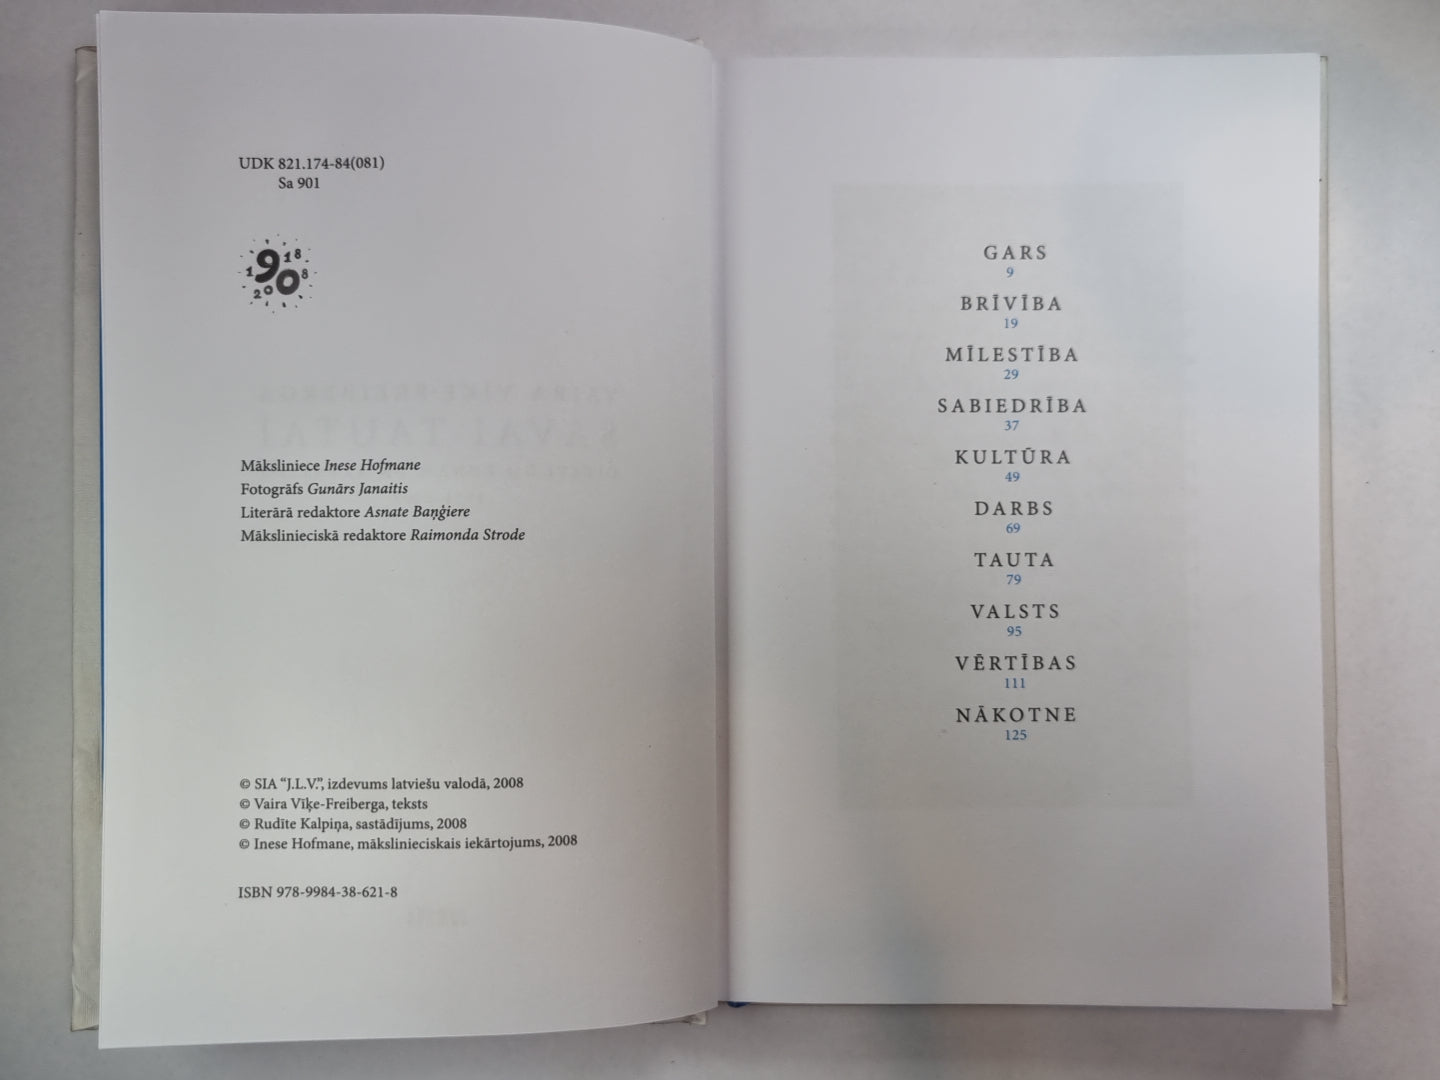 UDK 821.174-84(081)
Sa 901
1918
90
2008
Māksliniece Inese Hofmane
Fotogrāfs Gunārs Janaitis
Literārā redaktore Asnate Baņģiere
Mākslinieciskā redaktore Raimonda Strode
© SIA “J.L.V.”, izdevums latviešu valodā, 2008
© Vaira Vīķe-Freiberga, teksts
© Rudīte Kalpiņa, sastādījums, 2008
© Inese Hofmane, mākslinieciskais iekārtojums, 2008
ISBN 978-9984-38-621-8
GARS
9
BRĪVĪBA
19
MĪLESTĪBA
29
SABIEDRĪBA
37
KULTŪRA
49
DARBS
69
TAUTA
79
VALSTS
95
VĒRTĪBAS
111
NĀKOTNE
125